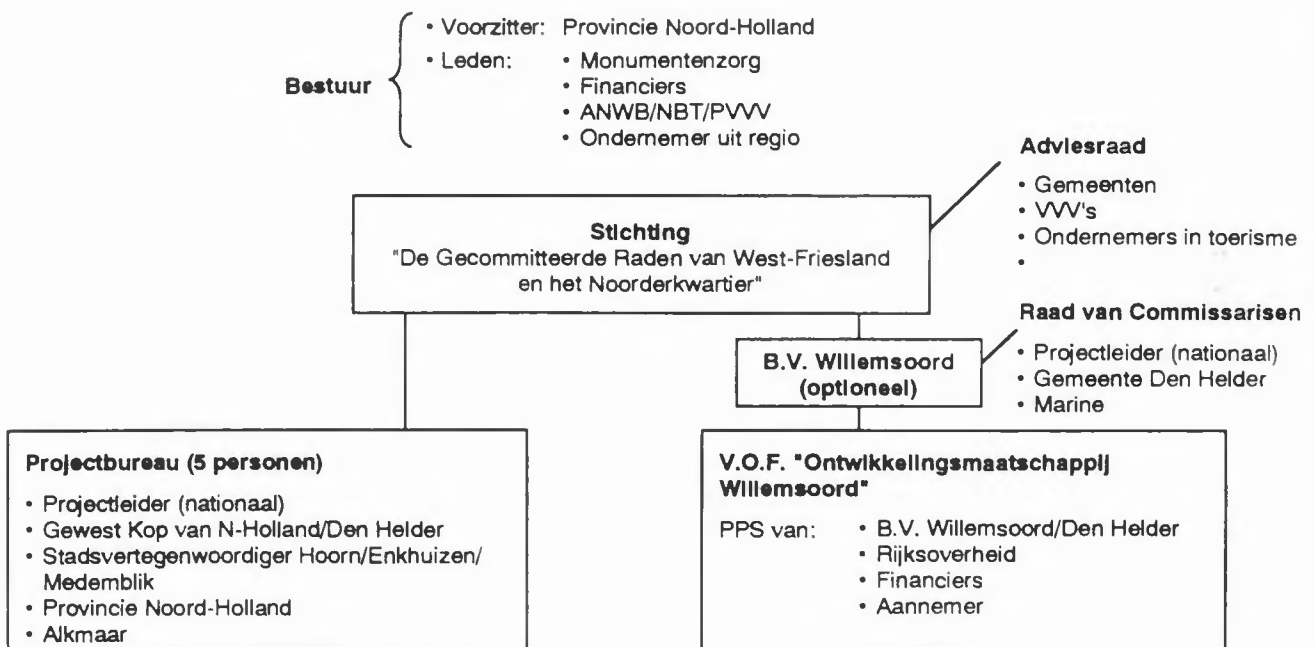 Bestuur
• Voorzitter: Provincie Noord-Holland
• Leden: • Monumentenzorg
• Financiers
• ANWB/NBT/PVVV
• Ondernemer uit regio
Adviesraad
• Gemeenten
• VVV's
• Ondernemers in toerisme
•
Stichting
"De Gecommitteerde Raden van West-Friesland
en het Noorderkwartier"
Raad van Commissarisen
• Projectleider (nationaal)
• Gemeente Den Helder
• Marine
B.V. Willemsoord
(optioneel)
Projectbureau (5 personen)
• Projectleider (nationaal)
• Gewest Kop van N-Holland/Den Helder
• Stadsvertegenwoordiger Hoorn/Enkhuizen/
Medemblik
• Provincie Noord-Holland
• Alkmaar
V.O.F. "Ontwikkelingsmaatschappij
Willemsoord"
PPS van: • B.V. Willemsoord/Den Helder
• Rijksoverheid
• Financiers
• Aannemer